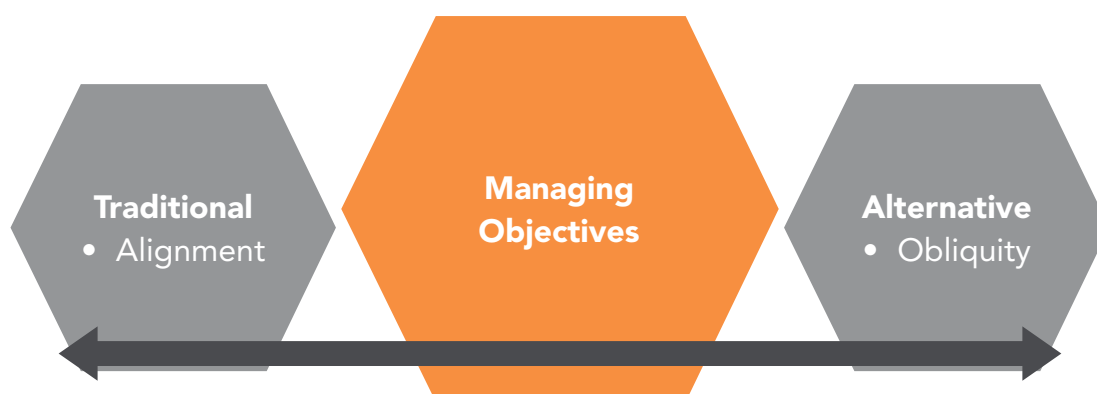 Traditional
• Alignment
Managing
Objectives
Alternative
• Obliquity